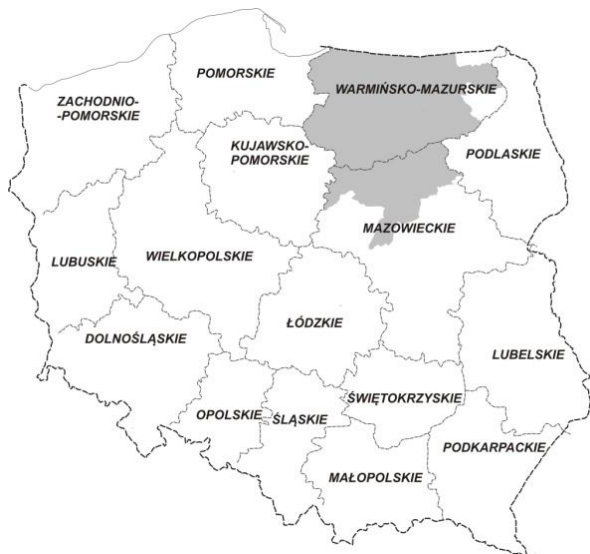 POMORSKIE
WARMIŃSKO-MAZURSKIE
ZACHODNIO-
-POMORSKIE
KUJAWSKO-
POMORSKIE
PODLASKIE
MAZOWIECKIE
LUBUSKIE
WIELKOPOLSKIE
ŁÓDZKIE
DOLNOŚLĄSKIE
LUBELSKIE
ŚWIĘTOKRZYSKIE
OPOLSKIE
ŚLĄSKIE
PODKARPACKIE
MAŁOPOLSKIE